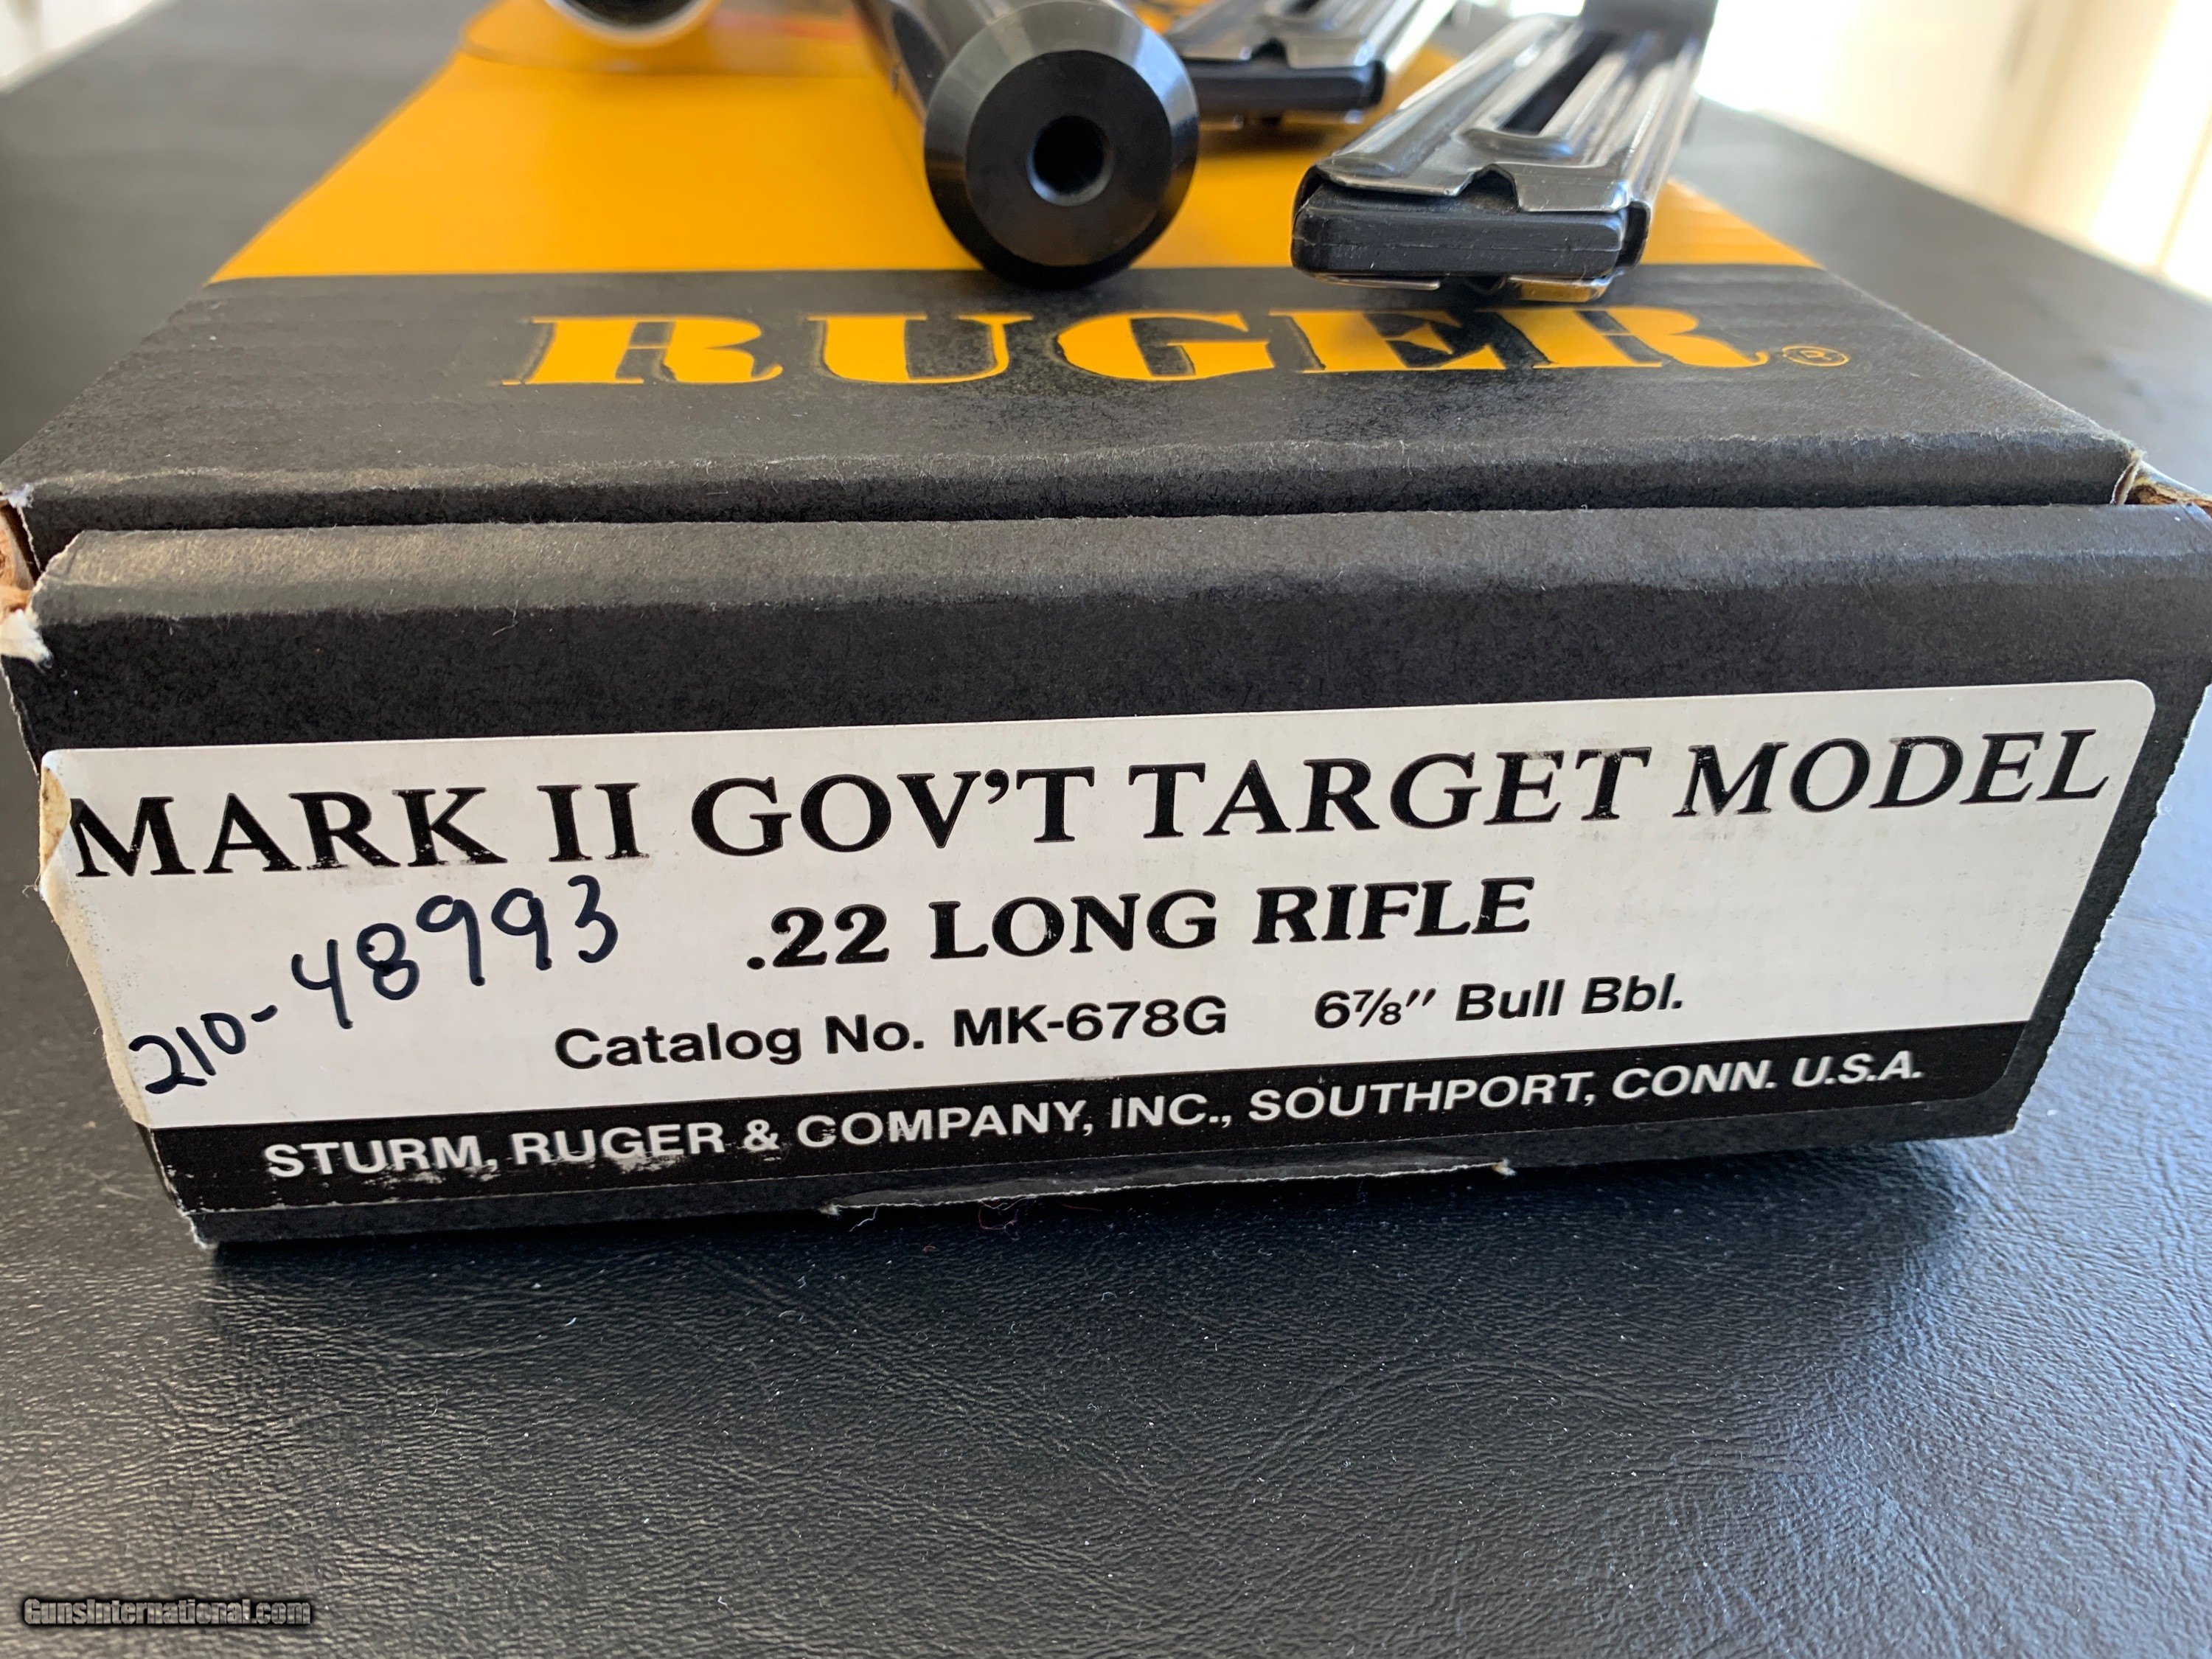 RUGER®
MARK II GOV'T TARGET MODEL
210-48993
.22 LONG RIFLE
Catalog No. MK-678G 6⅞" Bull Bbl.
STURM, RUGER & COMPANY, INC., SOUTHPORT, CONN. U.S.A.
GunsInternational.com